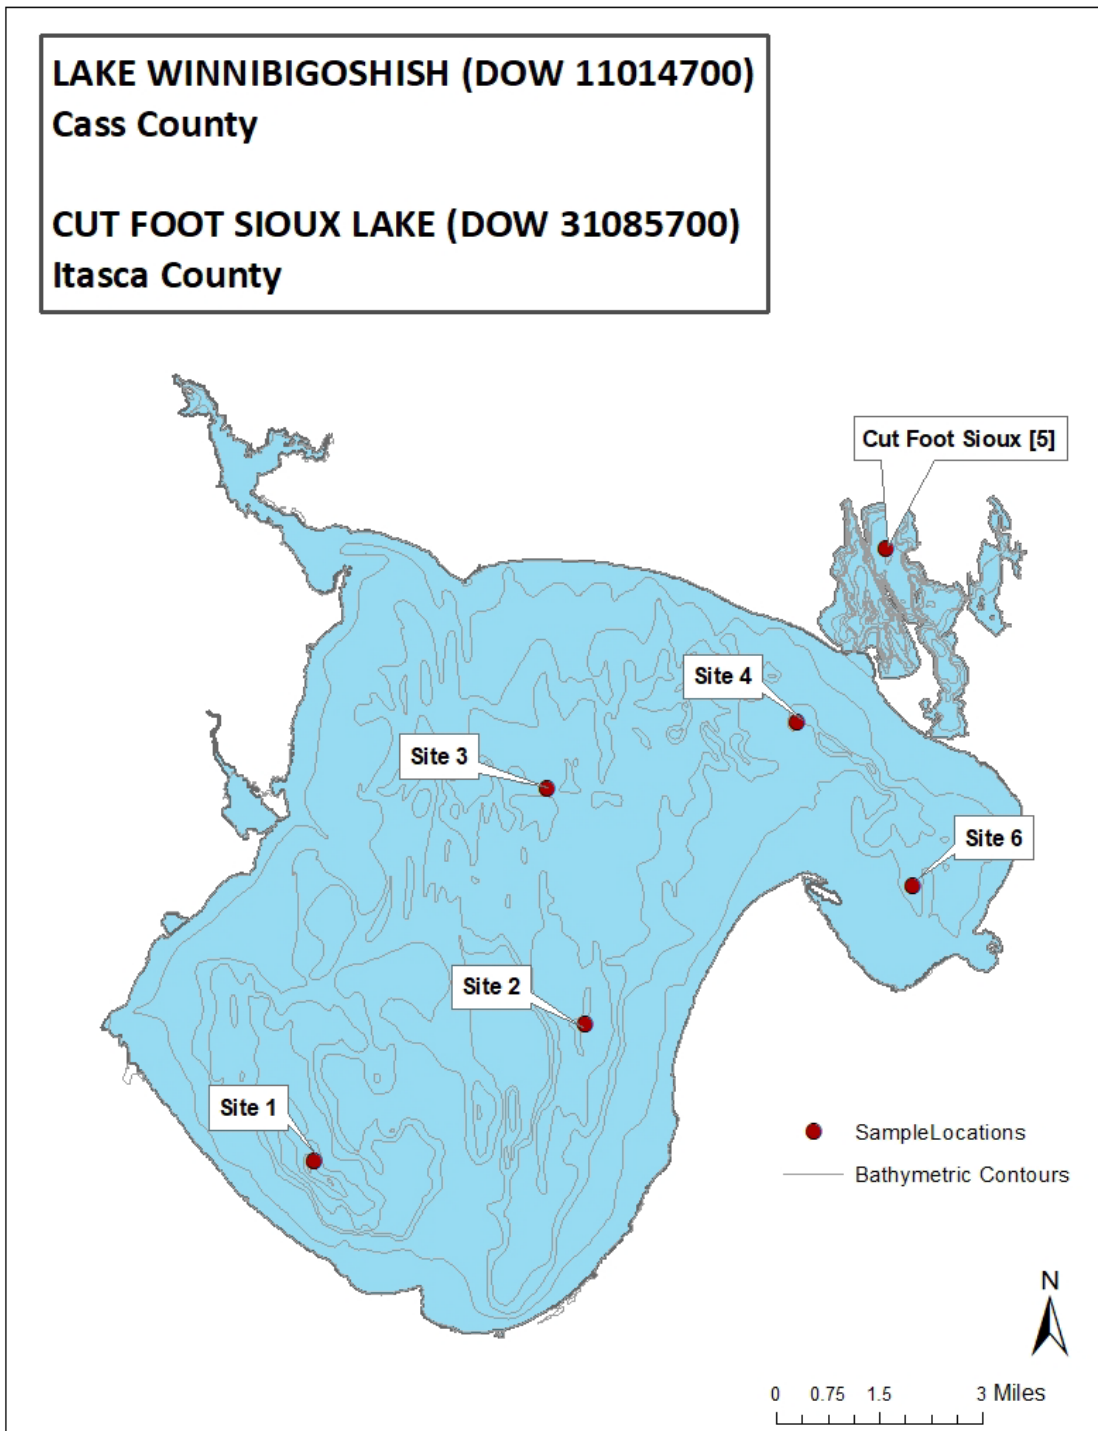 LAKE WINNIBIGOSHISH (DOW 11014700)
Cass County
CUT FOOT SIOUX LAKE (DOW 31085700)
Itasca County
Cut Foot Sioux [5]
Site 4
Site 3
Site 6
Site 2
Site 1
SampleLocations
Bathymetric Contours
N
0 0.75 1.5 3 Miles